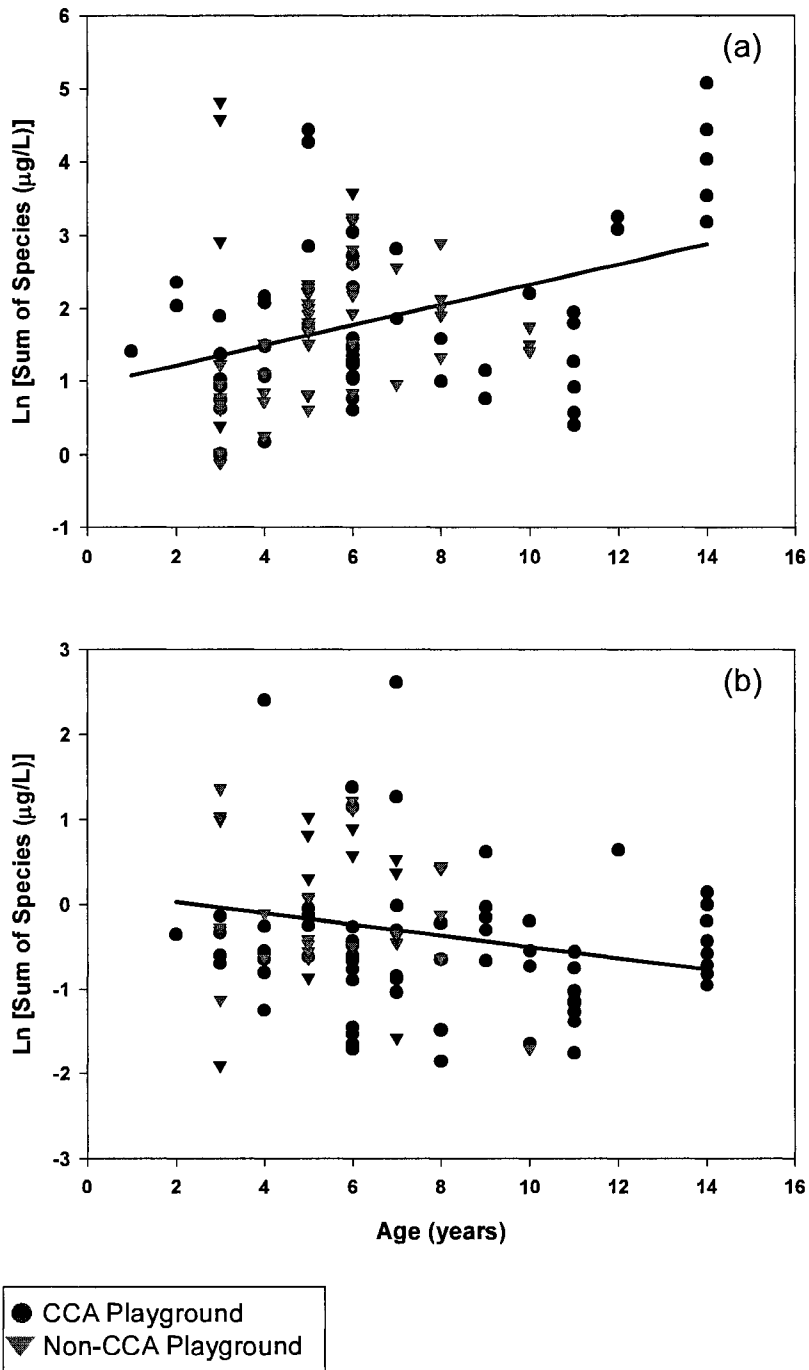 (a)
Ln [Sum of Species (µg/L)]
6
5
4
3
2
1
0
-1
0 2 4 6 8 10 12 14 16
(b)
Ln [Sum of Species (µg/L)]
3
2
1
0
-1
-2
-3
0 2 4 6 8 10 12 14 16
Age (years)
CCA Playground
Non-CCA Playground